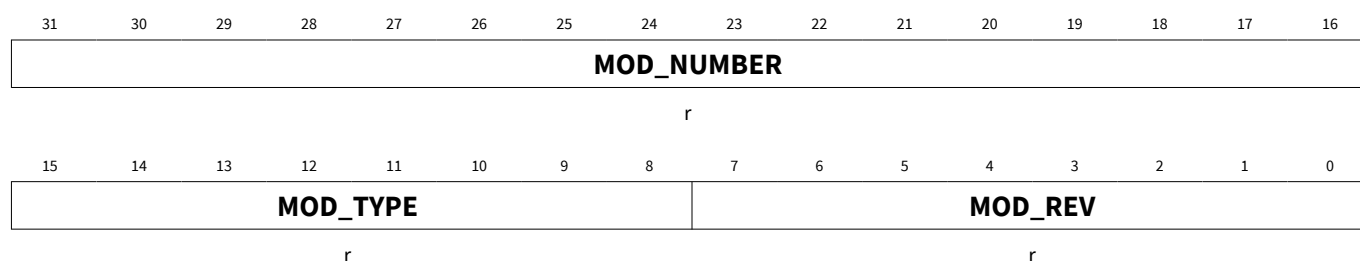 31 30 29 28 27 26 25 24 23 22 21 20 19 18 17 16
MOD_NUMBER
r
15 14 13 12 11 10 9 8 7 6 5 4 3 2 1 0
MOD_TYPE MOD_REV
r r